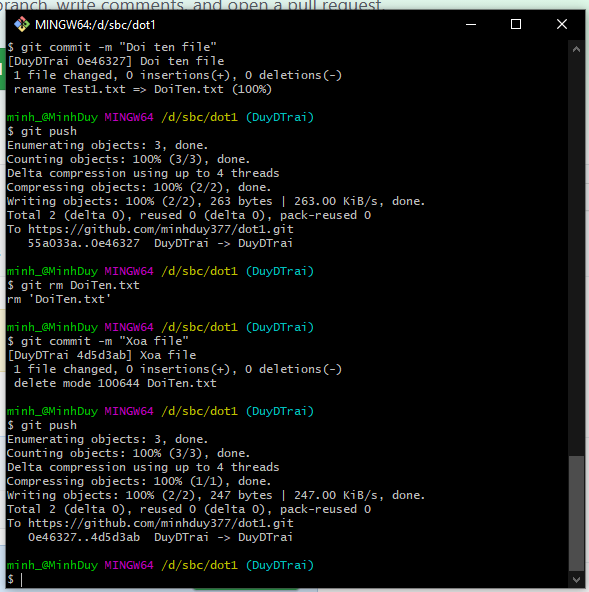 branch, write comments, and open a pull request
MINGW64:/d/sbc/dot1
$ git commit -m "Doi ten file"
[DuyDTrai 0e46327] Doi ten file
 1 file changed, 0 insertions(+), 0 deletions(-)
 rename Test1.txt => DoiTen.txt (100%)
minh_@MinhDuy MINGW64 /d/sbc/dot1 (DuyDTrai)
$ git push
Enumerating objects: 3, done.
Counting objects: 100% (3/3), done.
Delta compression using up to 4 threads
Compressing objects: 100% (2/2), done.
Writing objects: 100% (2/2), 263 bytes | 263.00 KiB/s, done.
Total 2 (delta 0), reused 0 (delta 0), pack-reused 0
To https://github.com/minhduy377/dot1.git
   55a033a..0e46327  DuyDTrai -> DuyDTrai
minh_@MinhDuy MINGW64 /d/sbc/dot1 (DuyDTrai)
$ git rm DoiTen.txt
rm 'DoiTen.txt'
minh_@MinhDuy MINGW64 /d/sbc/dot1 (DuyDTrai)
$ git commit -m "Xoa file"
[DuyDTrai 4d5d3ab] Xoa file
 1 file changed, 0 insertions(+), 0 deletions(-)
 delete mode 100644 DoiTen.txt
minh_@MinhDuy MINGW64 /d/sbc/dot1 (DuyDTrai)
$ git push
Enumerating objects: 3, done.
Counting objects: 100% (3/3), done.
Delta compression using up to 4 threads
Compressing objects: 100% (1/1), done.
Writing objects: 100% (2/2), 247 bytes | 247.00 KiB/s, done.
Total 2 (delta 0), reused 0 (delta 0), pack-reused 0
To https://github.com/minhduy377/dot1.git
   0e46327..4d5d3ab  DuyDTrai -> DuyDTrai
minh_@MinhDuy MINGW64 /d/sbc/dot1 (DuyDTrai)
$